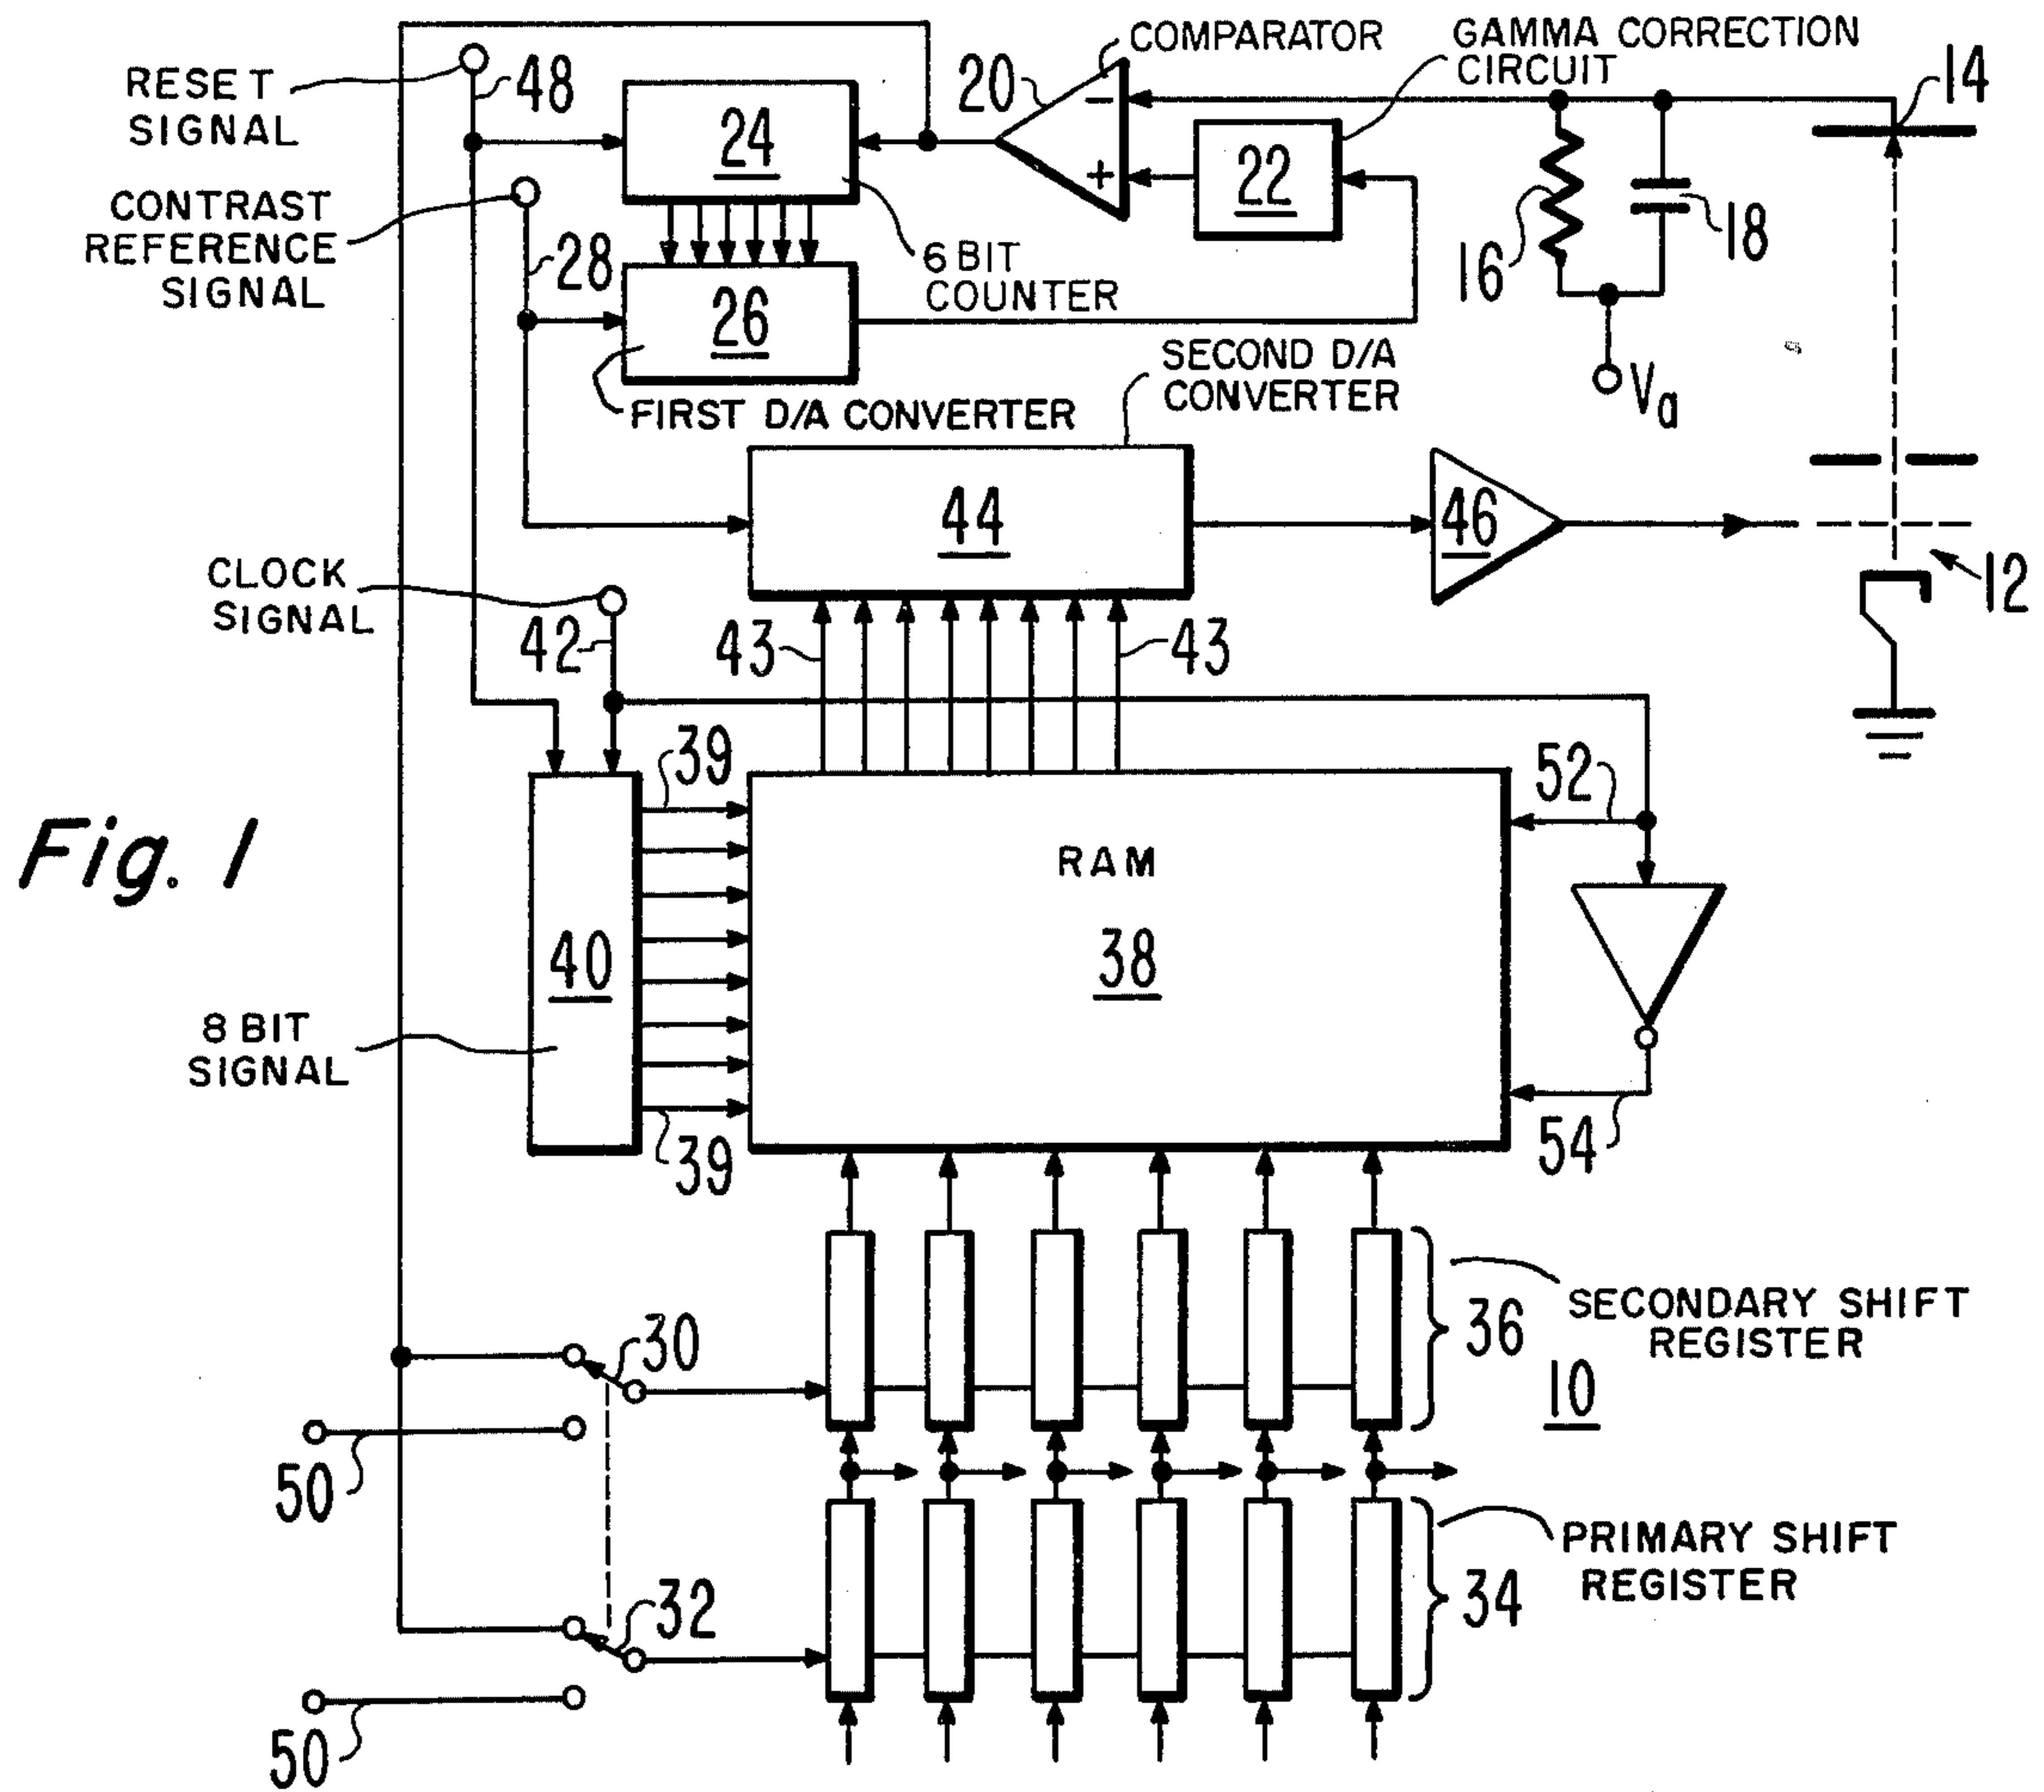 COMPARATOR
GAMMA CORRECTION
CIRCUIT
RESET
SIGNAL
48
24
20
−
+
22
14
CONTRAST
REFERENCE
SIGNAL
28
26
6 BIT
COUNTER
16
18
Va
FIRST D/A CONVERTER
SECOND D/A
CONVERTER
44
46
12
CLOCK
SIGNAL
42
43
43
39
52
Fig. 1
RAM
38
40
8 BIT
SIGNAL
39
54
30
36
SECONDARY SHIFT
REGISTER
10
50
32
34
PRIMARY SHIFT
REGISTER
50